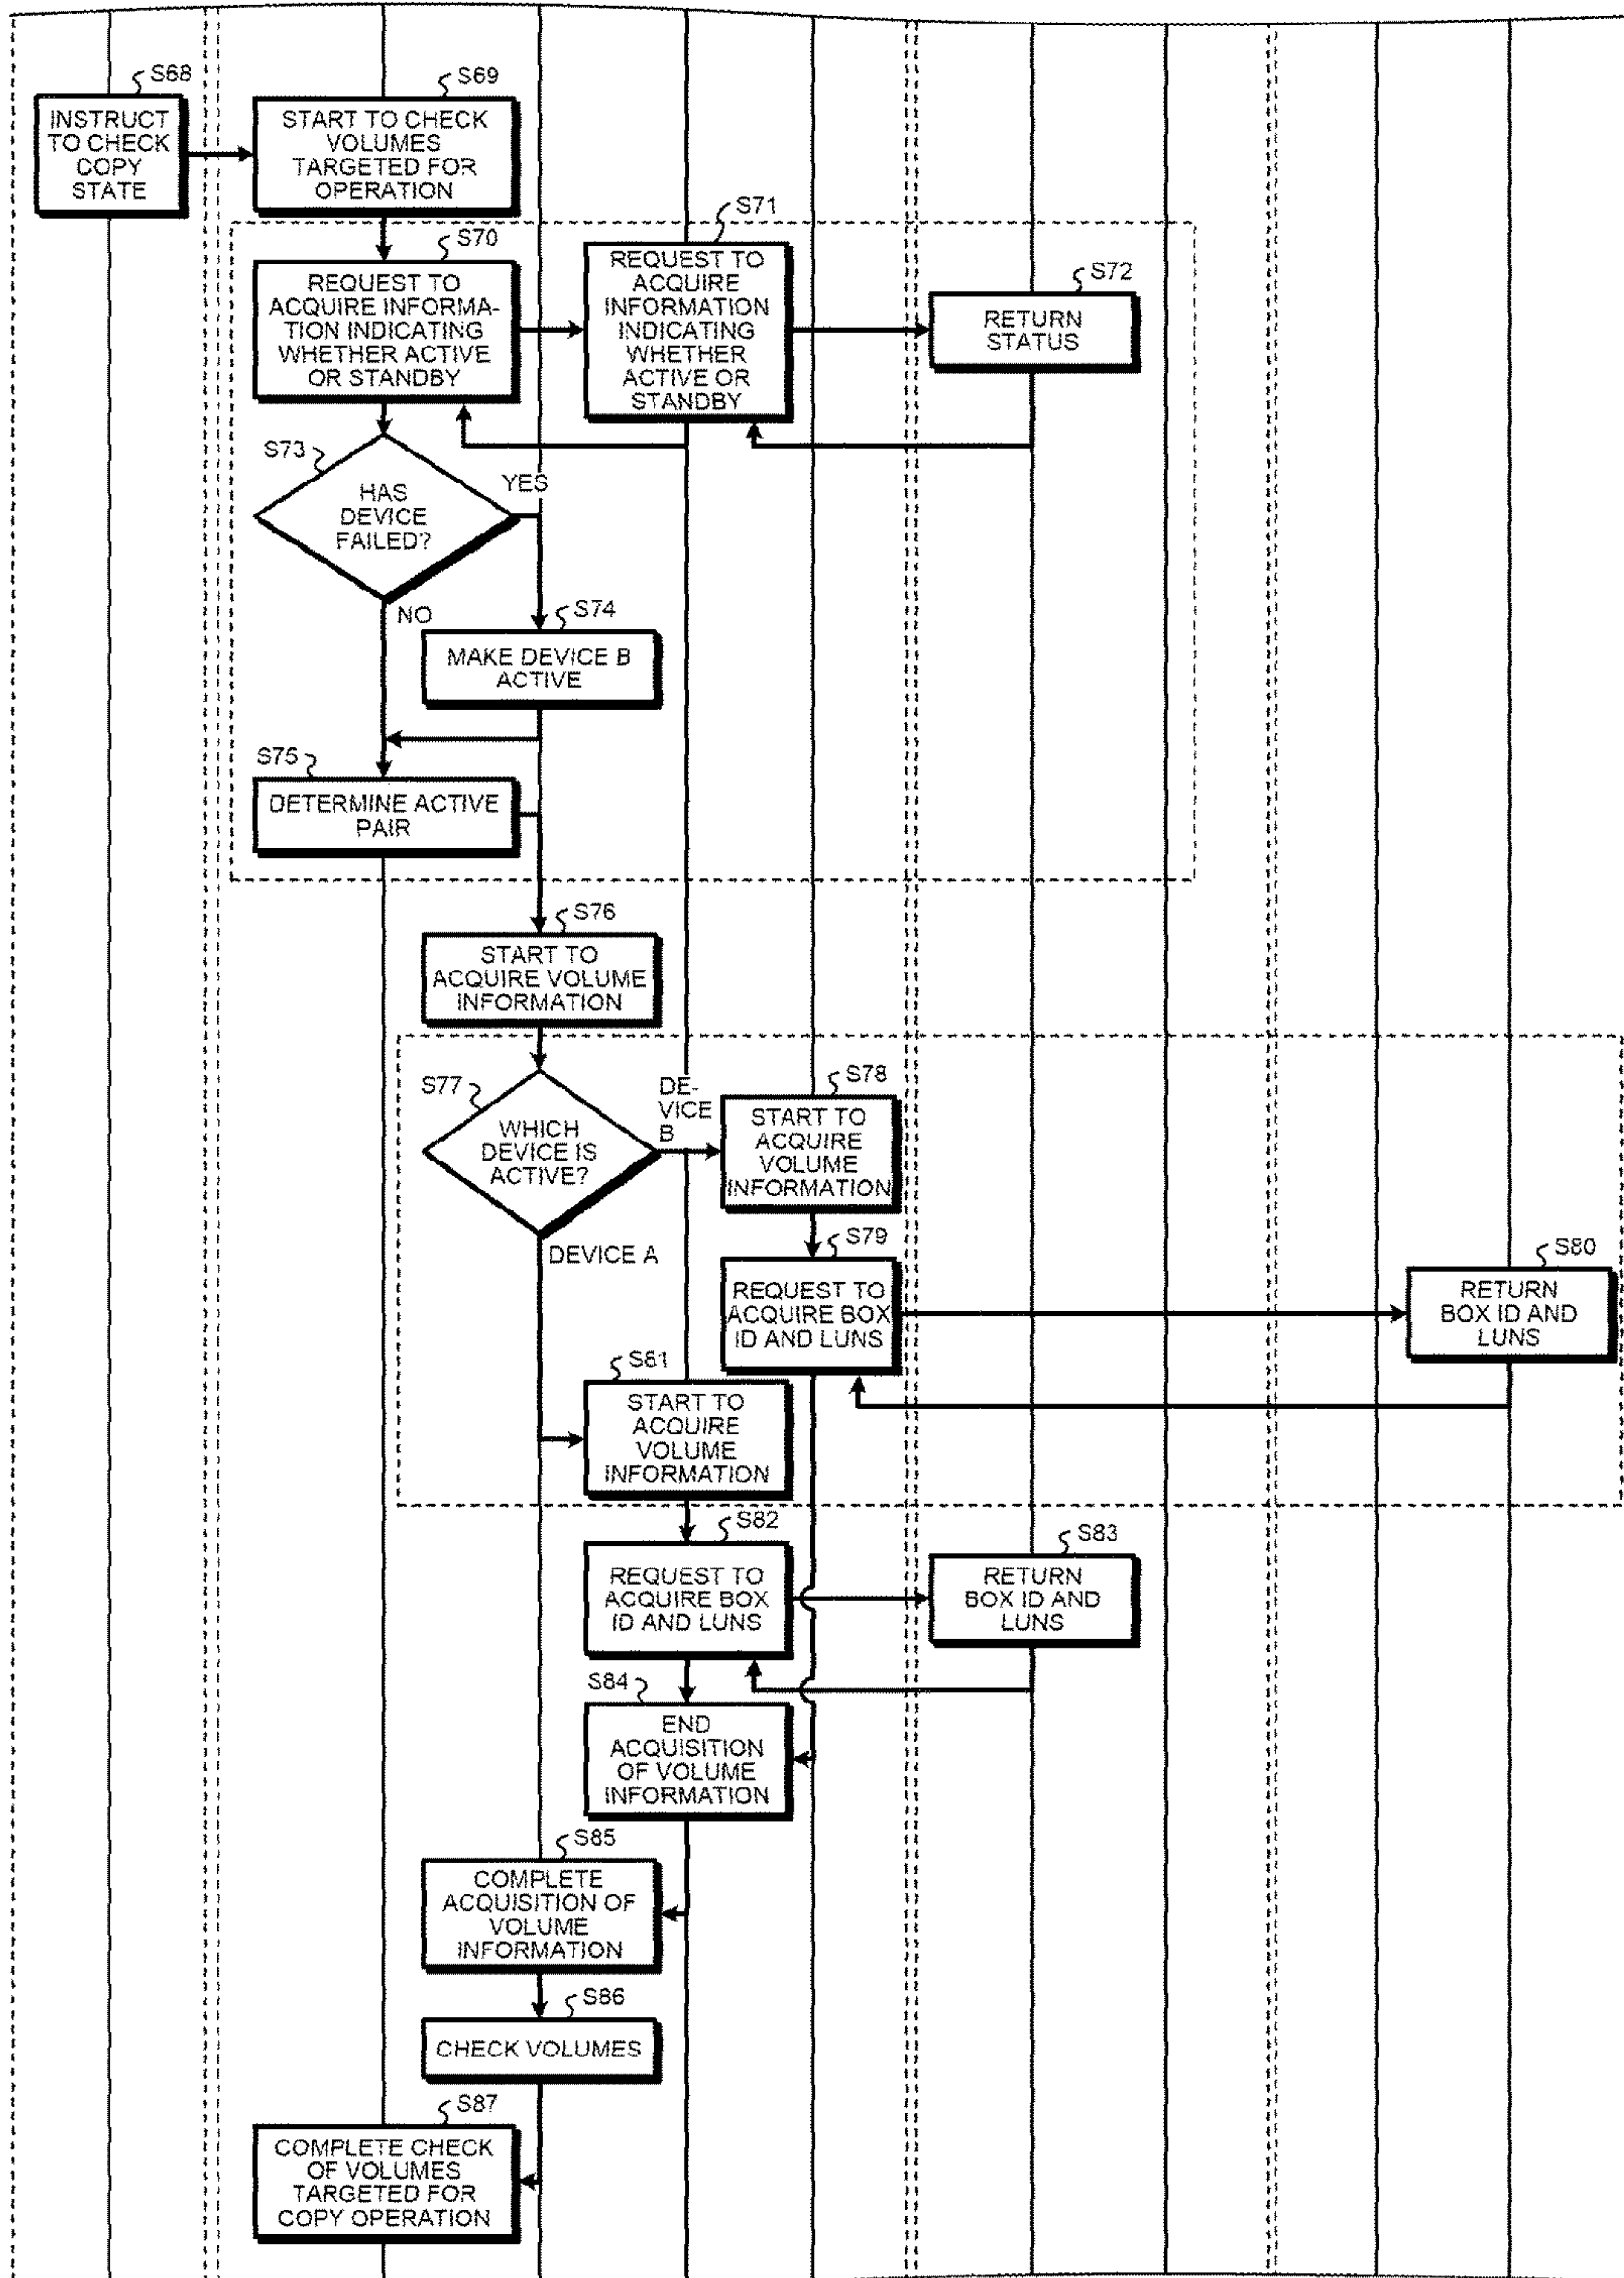 S68
INSTRUCT
TO CHECK
COPY
STATE
S69
START TO CHECK
VOLUMES
TARGETED FOR
OPERATION
S70
REQUEST TO
ACQUIRE INFORMA-
TION INDICATING
WHETHER ACTIVE
OR STANDBY
S71
REQUEST TO
ACQUIRE
INFORMATION
INDICATING
WHETHER
ACTIVE OR
STANDBY
S72
RETURN
STATUS
S73
HAS
DEVICE
FAILED?
YES
NO
S74
MAKE DEVICE B
ACTIVE
S75
DETERMINE ACTIVE
PAIR
S76
START TO
ACQUIRE VOLUME
INFORMATION
S77
WHICH
DEVICE IS
ACTIVE?
DE-
VICE
B
DEVICE A
S78
START TO
ACQUIRE
VOLUME
INFORMATION
S79
REQUEST TO
ACQUIRE BOX
ID AND LUNS
S80
RETURN
BOX ID AND
LUNS
S81
START TO
ACQUIRE
VOLUME
INFORMATION
S82
REQUEST TO
ACQUIRE BOX
ID AND LUNS
S83
RETURN
BOX ID AND
LUNS
S84
END
ACQUISITION
OF VOLUME
INFORMATION
S85
COMPLETE
ACQUISITION OF
VOLUME
INFORMATION
S86
CHECK VOLUMES
S87
COMPLETE CHECK
OF VOLUMES
TARGETED FOR
COPY OPERATION